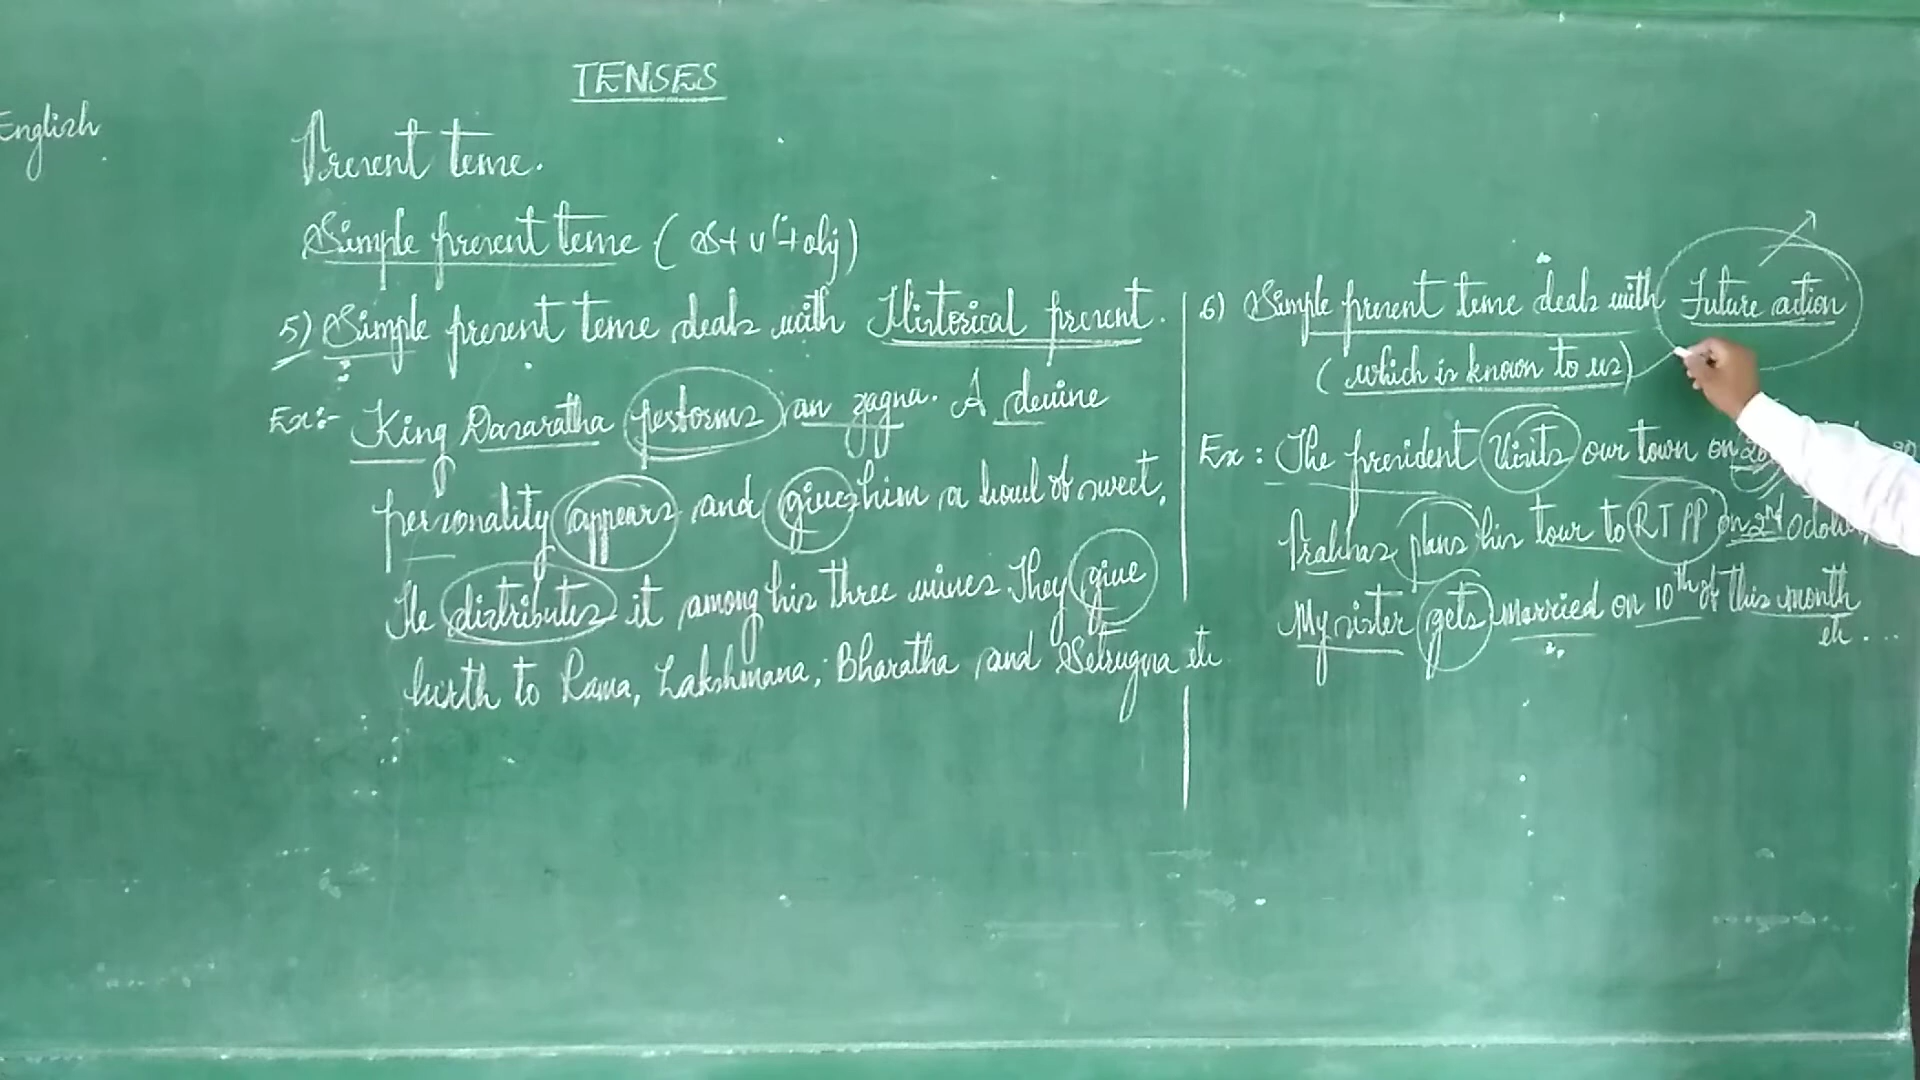 TENSES
English
Present tense.
Simple present tense (S+V¹+obj)
5) Simple present tense deals with Historical present.
Ex:- King Dasaratha performs an yagna. A devine
personality appears and gives him a bowl of sweet,
He distributes it among his three wives They give
birth to Rama, Lakshmana, Bharatha and Satrugna etc
6) Simple present tense deals with Future action
(which is known to us)
Ex: The president visits our town on
plans his tour to RTPP on 2nd
My sister gets married on 10th of this month
etc...